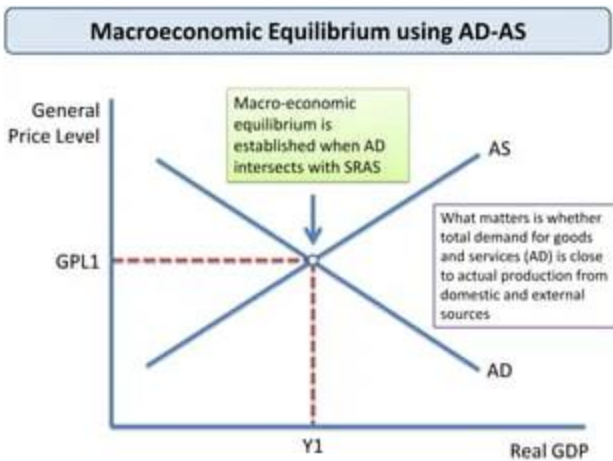 Macroeconomic Equilibrium using AD-AS
General
Price Level
Macro-economic
equilibrium is
established when AD
intersects with SRAS
AS
What matters is whether
total demand for goods
and services (AD) is close
to actual production from
domestic and external
sources
GPL1
AD
Y1
Real GDP